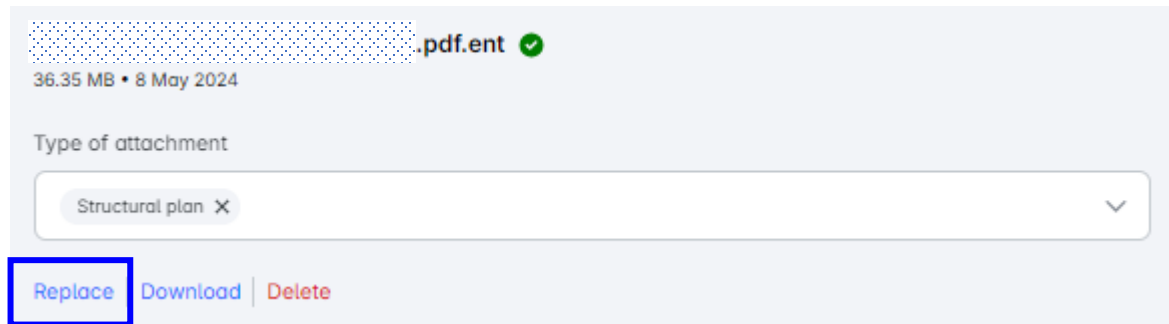 .pdf.ent
36.35 MB • 8 May 2024
Type of attachment
Structural plan ×
Replace | Download | Delete